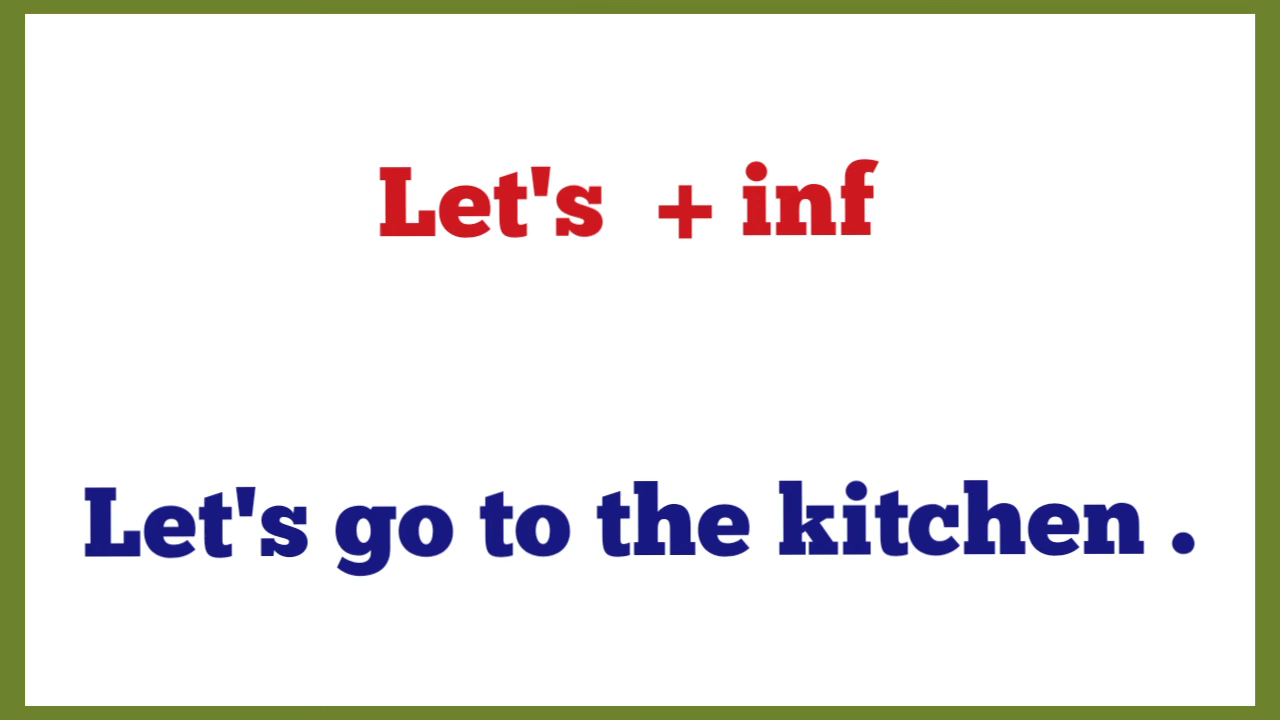 Let's + inf
Let's go to the kitchen .